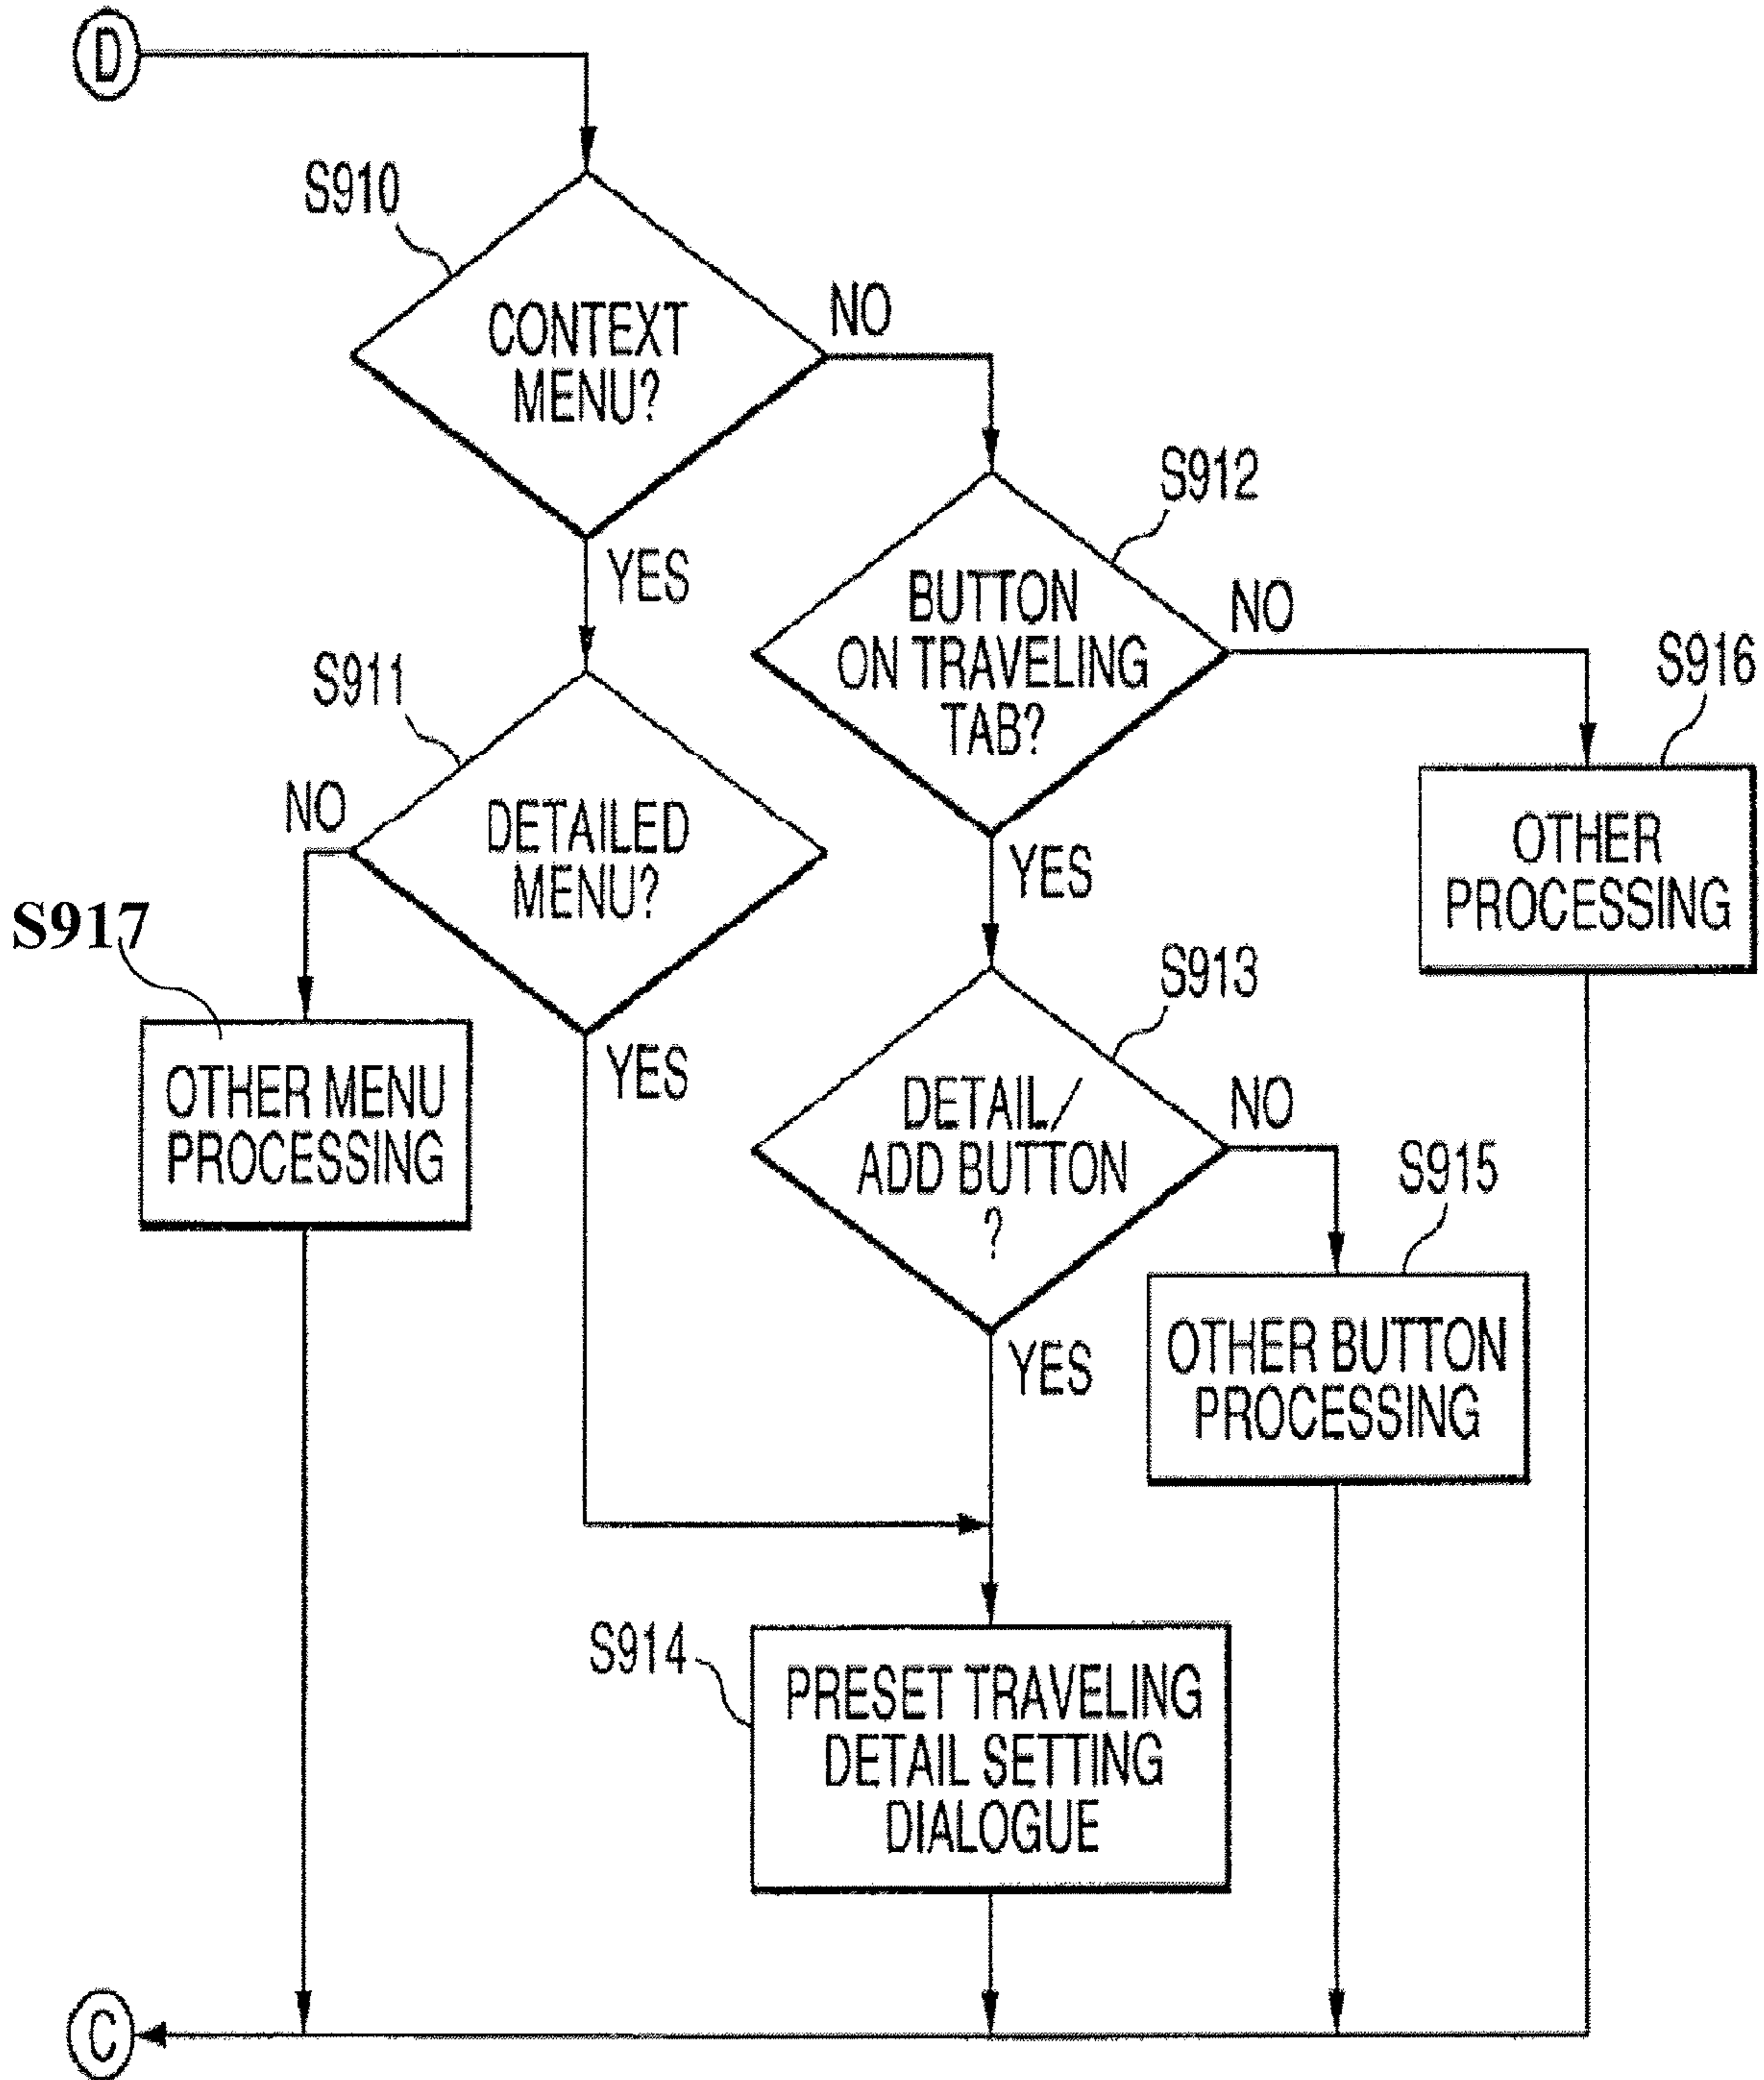 D
S910
CONTEXT
MENU?
NO
YES
S912
BUTTON
ON TRAVELING
TAB?
NO
YES
S916
OTHER
PROCESSING
S911
DETAILED
MENU?
NO
YES
S917
OTHER MENU
PROCESSING
S913
DETAIL/
ADD BUTTON
?
NO
YES
S915
OTHER BUTTON
PROCESSING
S914
PRESET TRAVELING
DETAIL SETTING
DIALOGUE
C